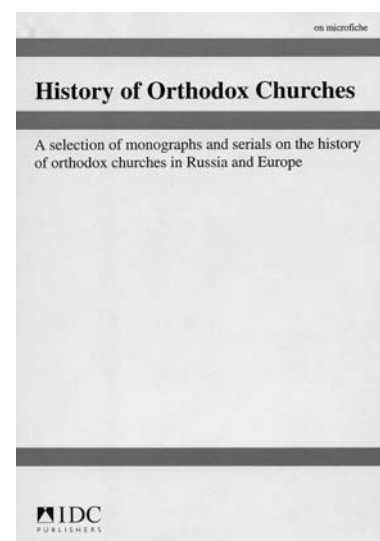 on microfiche
History of Orthodox Churches
A selection of monographs and serials on the history
of orthodox churches in Russia and Europe
IDC
PUBLISHERS